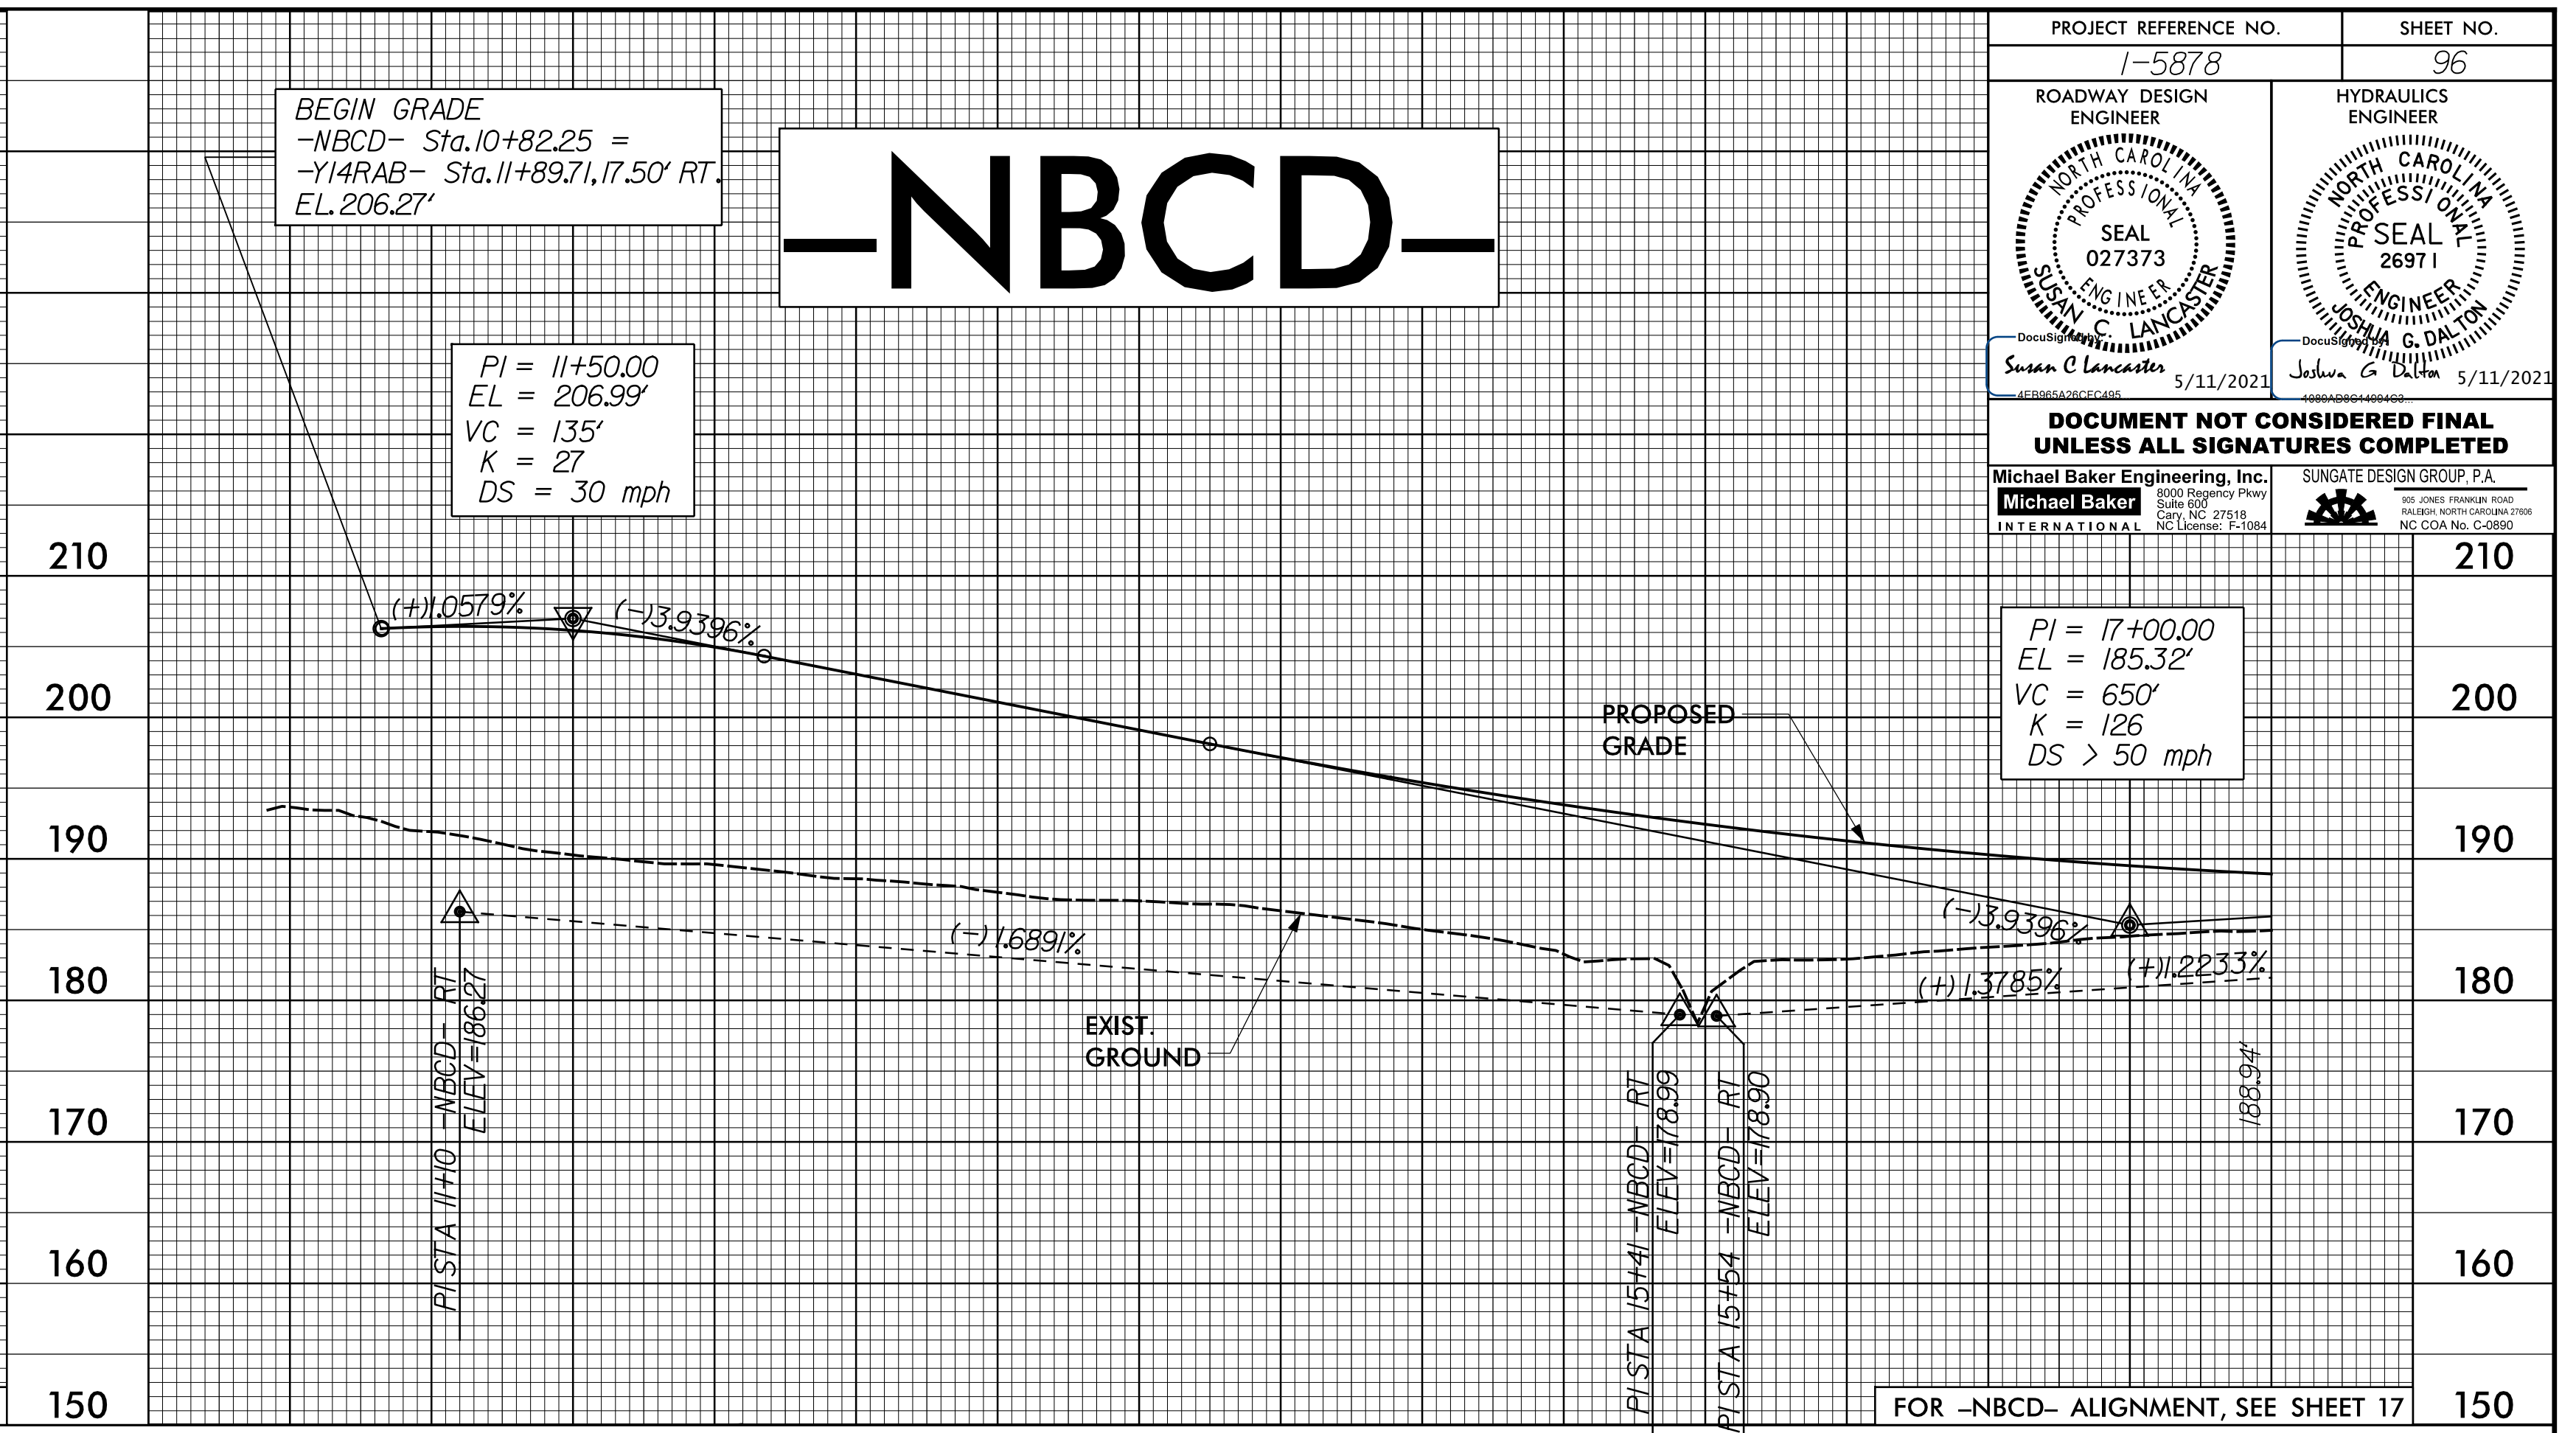 PROJECT REFERENCE NO.
SHEET NO.
I-5878
96
ROADWAY DESIGN
ENGINEER
HYDRAULICS
ENGINEER
NORTH CAROLINA
PROFESSIONAL
SEAL
027373
ENGINEER
SUSAN C. LANCASTER
NORTH CAROLINA
PROFESSIONAL
SEAL
26971
ENGINEER
JOSHUA G. DALTON
DocuSigned by:
Susan C Lancaster
5/11/2021
4EB965A26CFC495...
DocuSigned by:
Joshua G Dalton
5/11/2021
DOCUMENT NOT CONSIDERED FINAL
UNLESS ALL SIGNATURES COMPLETED
Michael Baker Engineering, Inc.
Michael Baker
INTERNATIONAL
8000 Regency Pkwy
Suite 600
Cary, NC 27518
NC License: F-1084
SUNGATE DESIGN GROUP, P.A.
905 JONES FRANKLIN ROAD
RALEIGH, NORTH CAROLINA 27606
NC COA No. C-0890
BEGIN GRADE
-NBCD- Sta.10+82.25 =
-Y14RAB- Sta.11+89.71,17.50' RT.
EL.206.27'
-NBCD-
PI = 11+50.00
EL = 206.99'
VC = 135'
K = 27
DS = 30 mph
210
210
(+)1.0579%
(-)3.9396%
PI = 17+00.00
EL = 185.32'
VC = 650'
K = 126
DS > 50 mph
200
200
PROPOSED
GRADE
190
190
(-)1.6891%
(-)3.9396%
(+)1.3785%
(+)1.2233%
180
180
EXIST.
GROUND
PI STA 11+10 -NBCD- RT
ELEV=186.27
PI STA 15+41 -NBCD- RT
ELEV=178.99
PI STA 15+54 -NBCD- RT
ELEV=178.90
188.94'
170
170
160
160
150
150
FOR -NBCD- ALIGNMENT, SEE SHEET 17